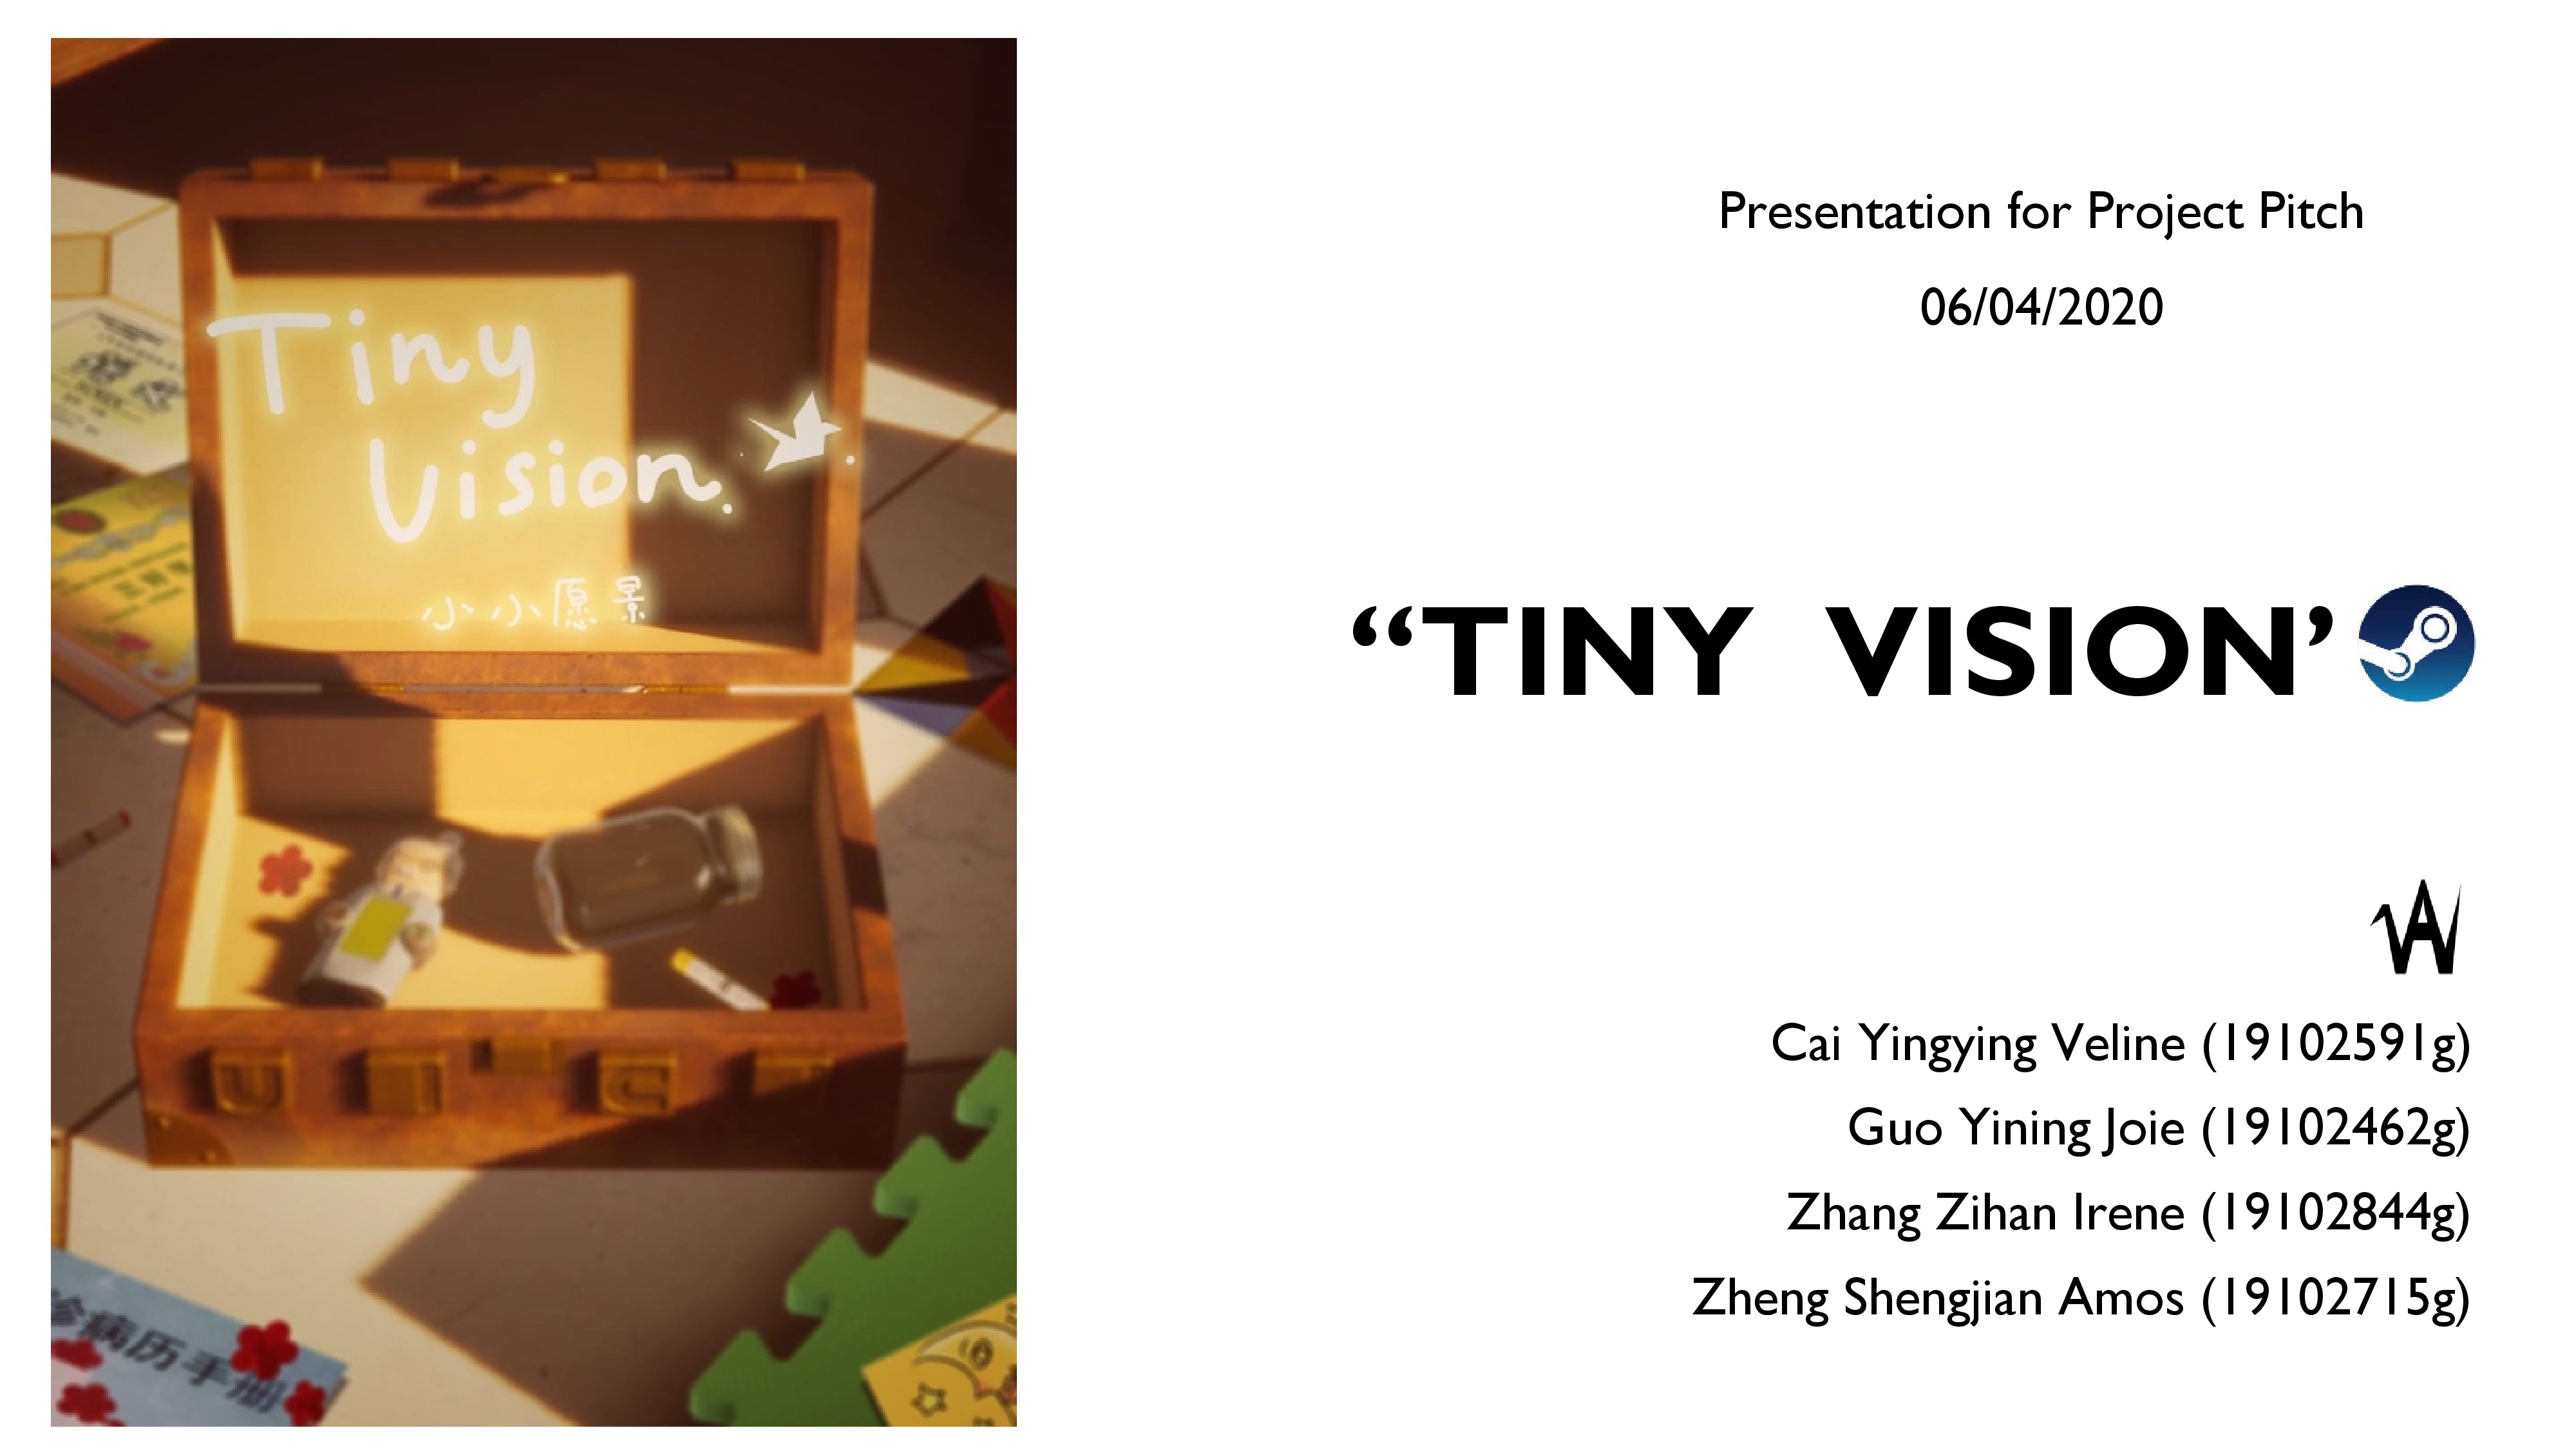 Tiny
Vision.
小小愿景
诊病历手册
Presentation for Project Pitch
06/04/2020
“TINY VISION’
Cai Yingying Veline (19102591g)
Guo Yining Joie (19102462g)
Zhang Zihan Irene (19102844g)
Zheng Shengjian Amos (19102715g)